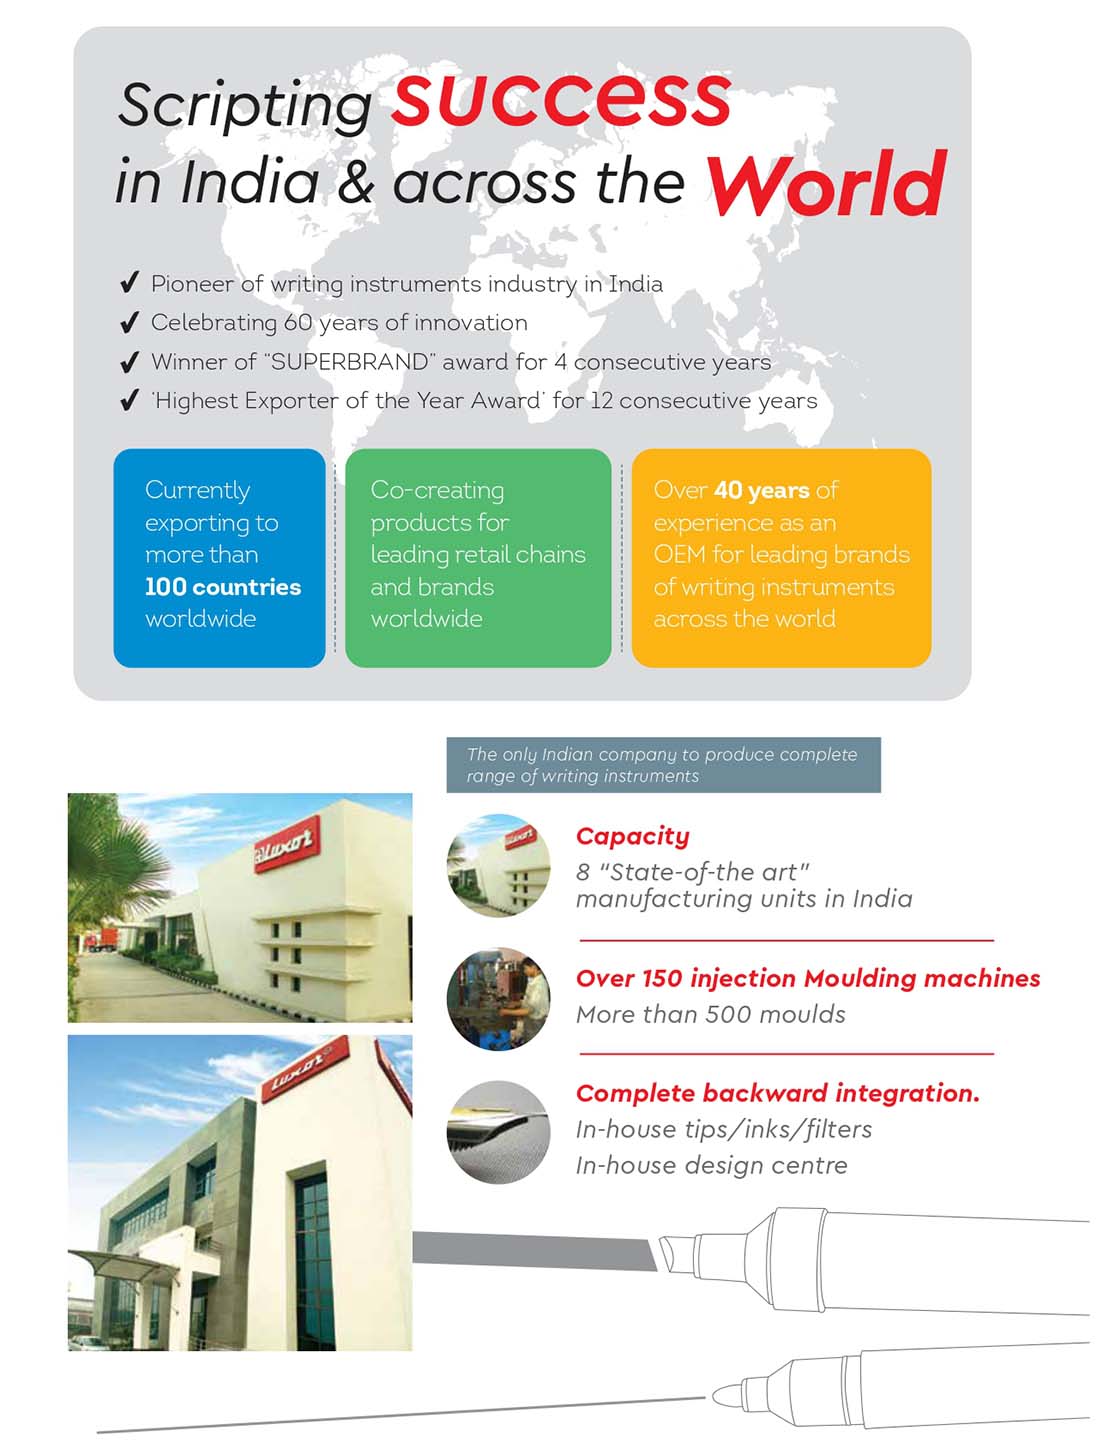 Scripting success
in India & across the World
✔ Pioneer of writing instruments industry in India
✔ Celebrating 60 years of innovation
✔ Winner of “SUPERBRAND” award for 4 consecutive years
✔ ‘Highest Exporter of the Year Award’ for 12 consecutive years
Currently
exporting to
more than
100 countries
worldwide
Co-creating
products for
leading retail chains
and brands
worldwide
Over 40 years of
experience as an
OEM for leading brands
of writing instruments
across the world
The only Indian company to produce complete
range of writing instruments
Luxor
Luxor
Capacity
8 “State-of-the art”
manufacturing units in India
Over 150 injection Moulding machines
More than 500 moulds
Luxor
Complete backward integration.
In-house tips/inks/filters
In-house design centre